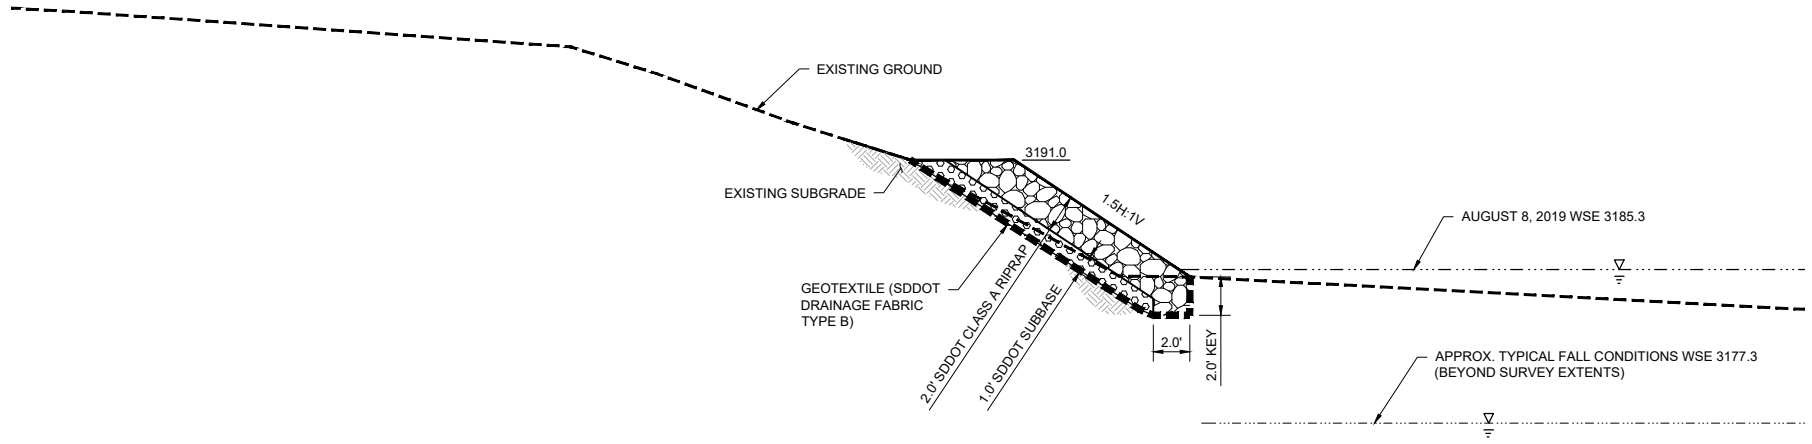 EXISTING GROUND
3191.0
EXISTING SUBGRADE
1.5H:1V
AUGUST 8, 2019 WSE 3185.3
GEOTEXTILE (SDDOT
DRAINAGE FABRIC
TYPE B)
2.0' SDDOT CLASS A RIPRAP
1.0' SDDOT SUBBASE
2.0'
2.0' KEY
APPROX. TYPICAL FALL CONDITIONS WSE 3177.3
(BEYOND SURVEY EXTENTS)